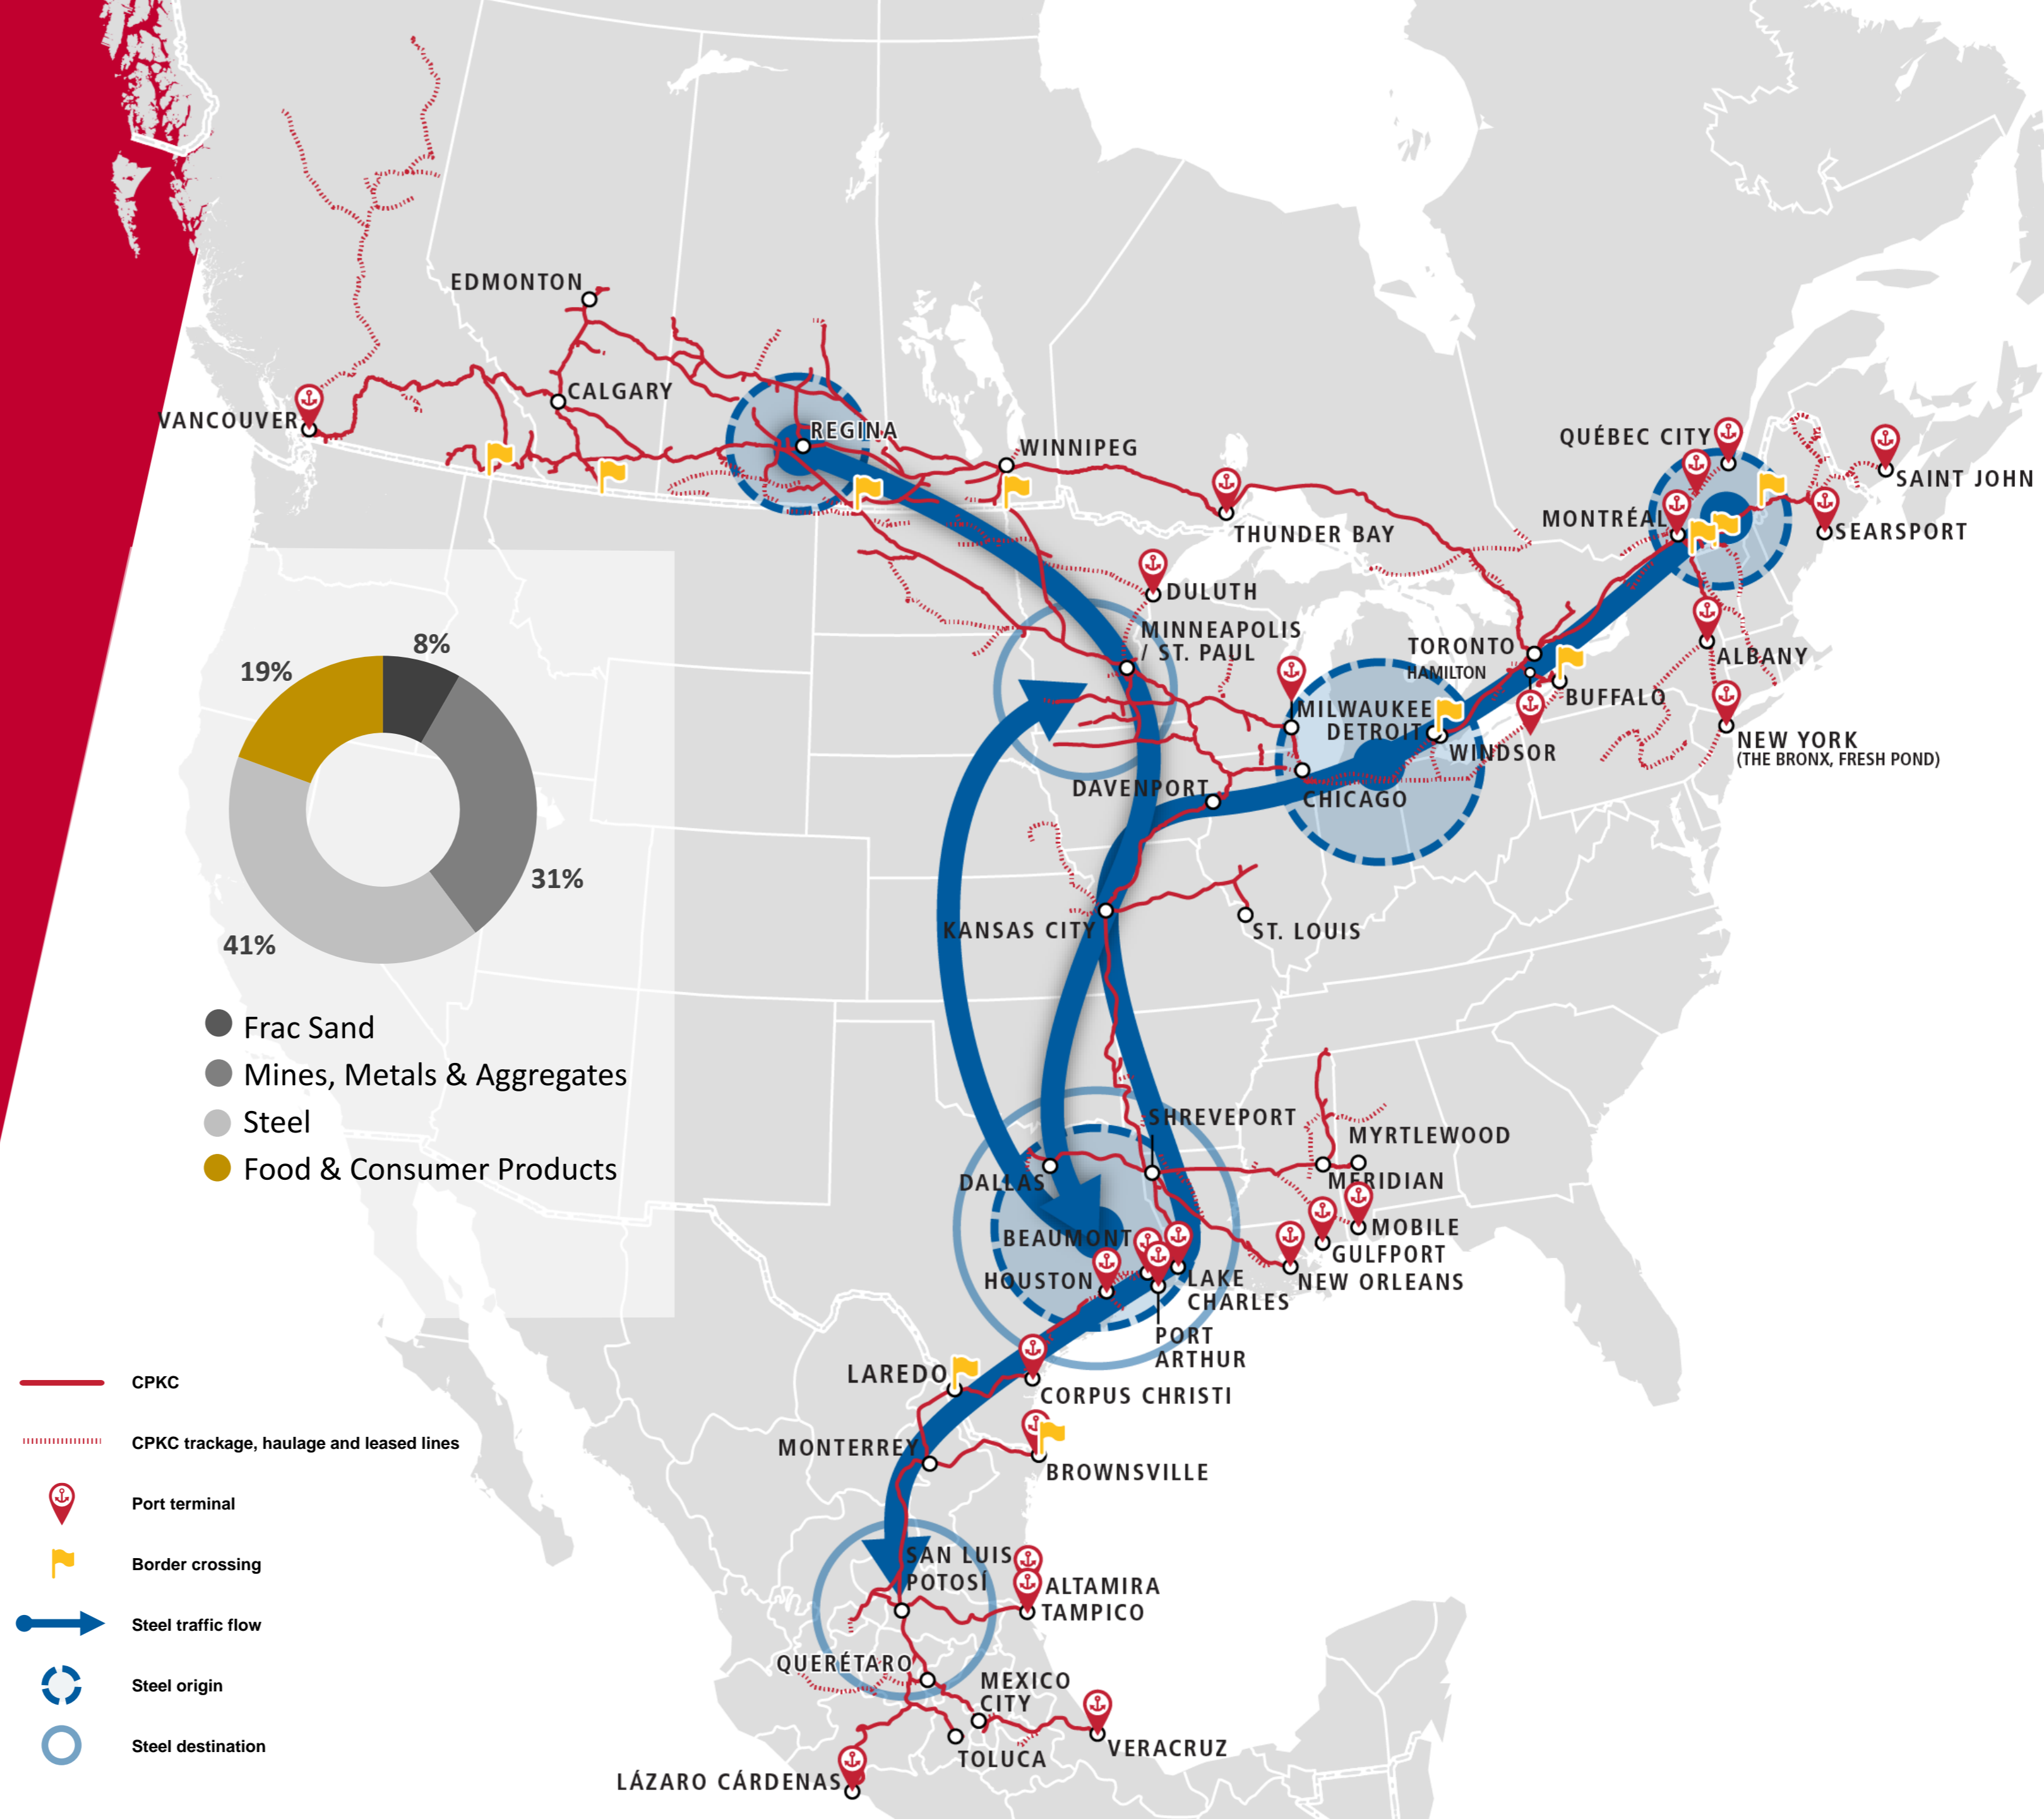 EDMONTON
CALGARY
VANCOUVER
REGINA
WINNIPEG
THUNDER BAY
QUÉBEC CITY
SAINT JOHN
MONTRÉAL
SEARSPORT
DULUTH
MINNEAPOLIS
/ ST. PAUL
TORONTO
HAMILTON
ALBANY
BUFFALO
MILWAUKEE
DETROIT
WINDSOR
NEW YORK
(THE BRONX, FRESH POND)
DAVENPORT
CHICAGO
KANSAS CITY
ST. LOUIS
8%
19%
31%
41%
Frac Sand
Mines, Metals & Aggregates
Steel
Food & Consumer Products
SHREVEPORT
MYRTLEWOOD
DALLAS
MERIDIAN
MOBILE
BEAUMONT
GULFPORT
HOUSTON
LAKE
CHARLES
NEW ORLEANS
PORT
ARTHUR
LAREDO
CORPUS CHRISTI
MONTERREY
BROWNSVILLE
SAN LUIS
POTOSÍ
ALTAMIRA
TAMPICO
QUERÉTARO
MEXICO
CITY
TOLUCA
VERACRUZ
LÁZARO CÁRDENAS
CPKC
CPKC trackage, haulage and leased lines
Port terminal
Border crossing
Steel traffic flow
Steel origin
Steel destination